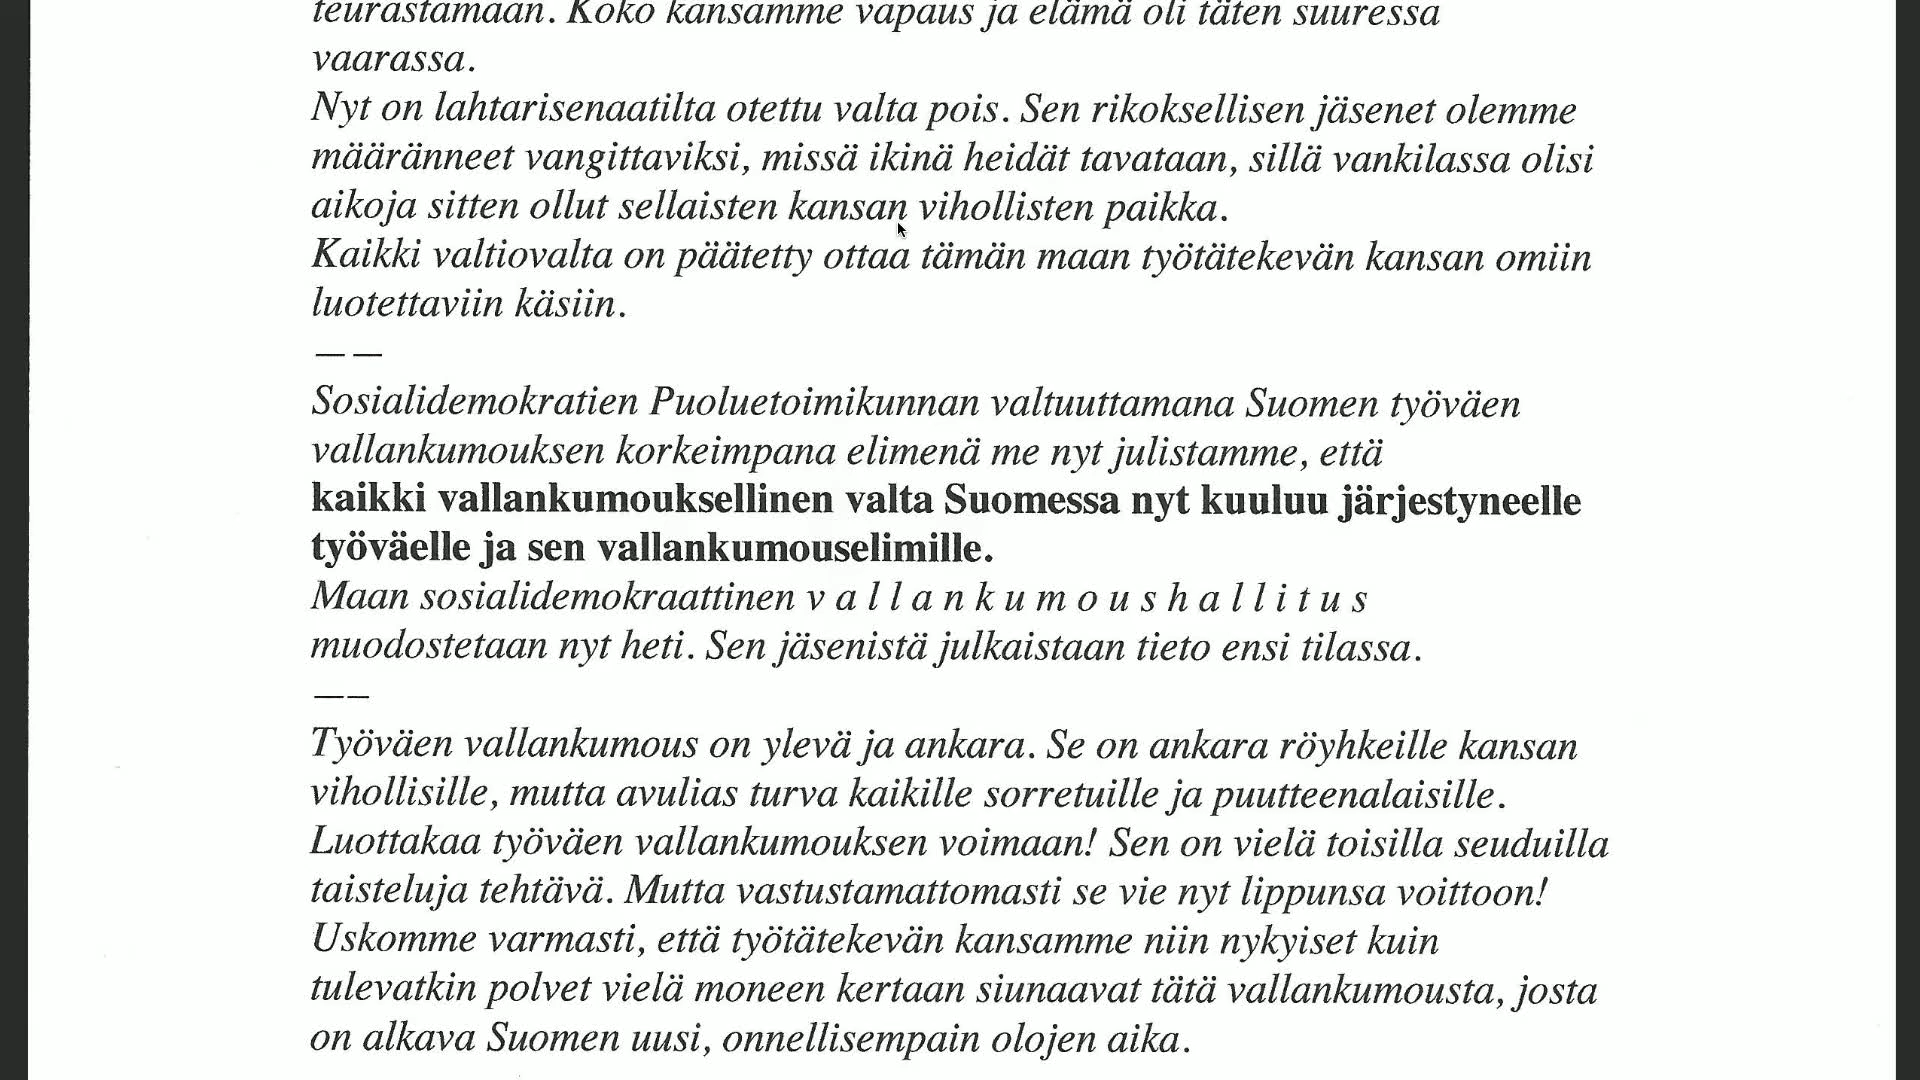 teurastamaan. Koko kansamme vapaus ja elämä oli täten suuressa
vaarassa.
Nyt on lahtarisenaatilta otettu valta pois. Sen rikoksellisen jäsenet olemme
määränneet vangittaviksi, missä ikinä heidät tavataan, sillä vankilassa olisi
aikoja sitten ollut sellaisten kansan vihollisten paikka.
Kaikki valtiovalta on päätetty ottaa tämän maan työtätekevän kansan omiin
luotettaviin käsiin.
— —
Sosialidemokratien Puoluetoimikunnan valtuuttamana Suomen työväen
vallankumouksen korkeimpana elimenä me nyt julistamme, että
kaikki vallankumouksellinen valta Suomessa nyt kuuluu järjestyneelle
työväelle ja sen vallankumouselimille.
Maan sosialidemokraattinen v a l l a n k u m o u s h a l l i t u s
muodostetaan nyt heti. Sen jäsenistä julkaistaan tieto ensi tilassa.
——
Työväen vallankumous on ylevä ja ankara. Se on ankara röyhkeille kansan
vihollisille, mutta avulias turva kaikille sorretuille ja puutteenalaisille.
Luottakaa työväen vallankumouksen voimaan! Sen on vielä toisilla seuduilla
taisteluja tehtävä. Mutta vastustamattomasti se vie nyt lippunsa voittoon!
Uskomme varmasti, että työtätekevän kansamme niin nykyiset kuin
tulevatkin polvet vielä moneen kertaan siunaavat tätä vallankumousta, josta
on alkava Suomen uusi, onnellisempain olojen aika.